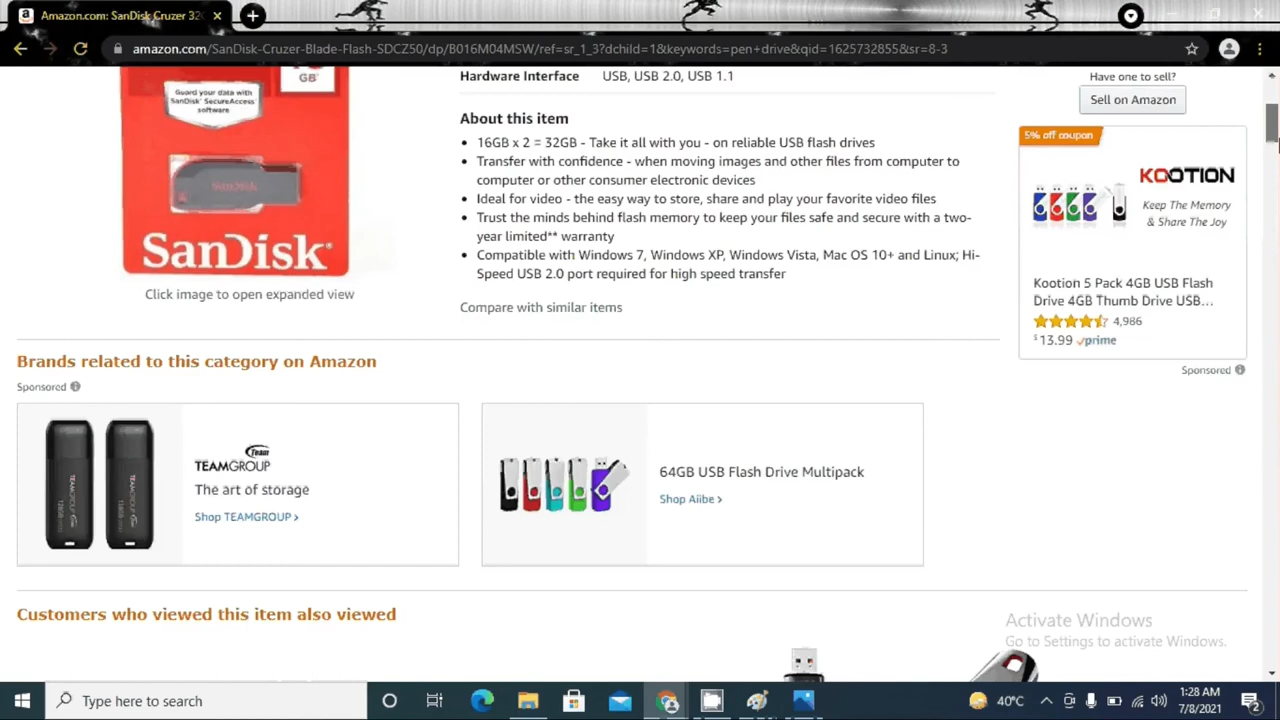 Amazon.com: SanDisk Cruzer 32
amazon.com/SanDisk-Cruzer-Blade-Flash-SDCZ50/dp/B016M04MSW/ref=sr_1_3?dchild=1&keywords=pen+drive&qid=1625732855&sr=8-3
GB
Guard your data with
SanDisk SecureAccess
software
SanDisk
SanDisk
Click image to open expanded view
Hardware Interface USB, USB 2.0, USB 1.1
About this item
16GB x 2 = 32GB - Take it all with you - on reliable USB flash drives
Transfer with confidence - when moving images and other files from computer to
computer or other consumer electronic devices
Ideal for video - the easy way to store, share and play your favorite video files
Trust the minds behind flash memory to keep your files safe and secure with a two-
year limited** warranty
Compatible with Windows 7, Windows XP, Windows Vista, Mac OS 10+ and Linux; Hi-
Speed USB 2.0 port required for high speed transfer
Compare with similar items
Have one to sell?
Sell on Amazon
5% off coupon
KOOTION
Keep The Memory
& Share The Joy
Kootion 5 Pack 4GB USB Flash
Drive 4GB Thumb Drive USB...
4,986
$13.99 prime
Sponsored
Brands related to this category on Amazon
Sponsored
Team
TEAMGROUP
The art of storage
Shop TEAMGROUP ›
64GB USB Flash Drive Multipack
Shop Aiibe ›
Customers who viewed this item also viewed
Activate Windows
Go to Settings to activate Windows.
Type here to search
40°C
1:28 AM
7/8/2021
2